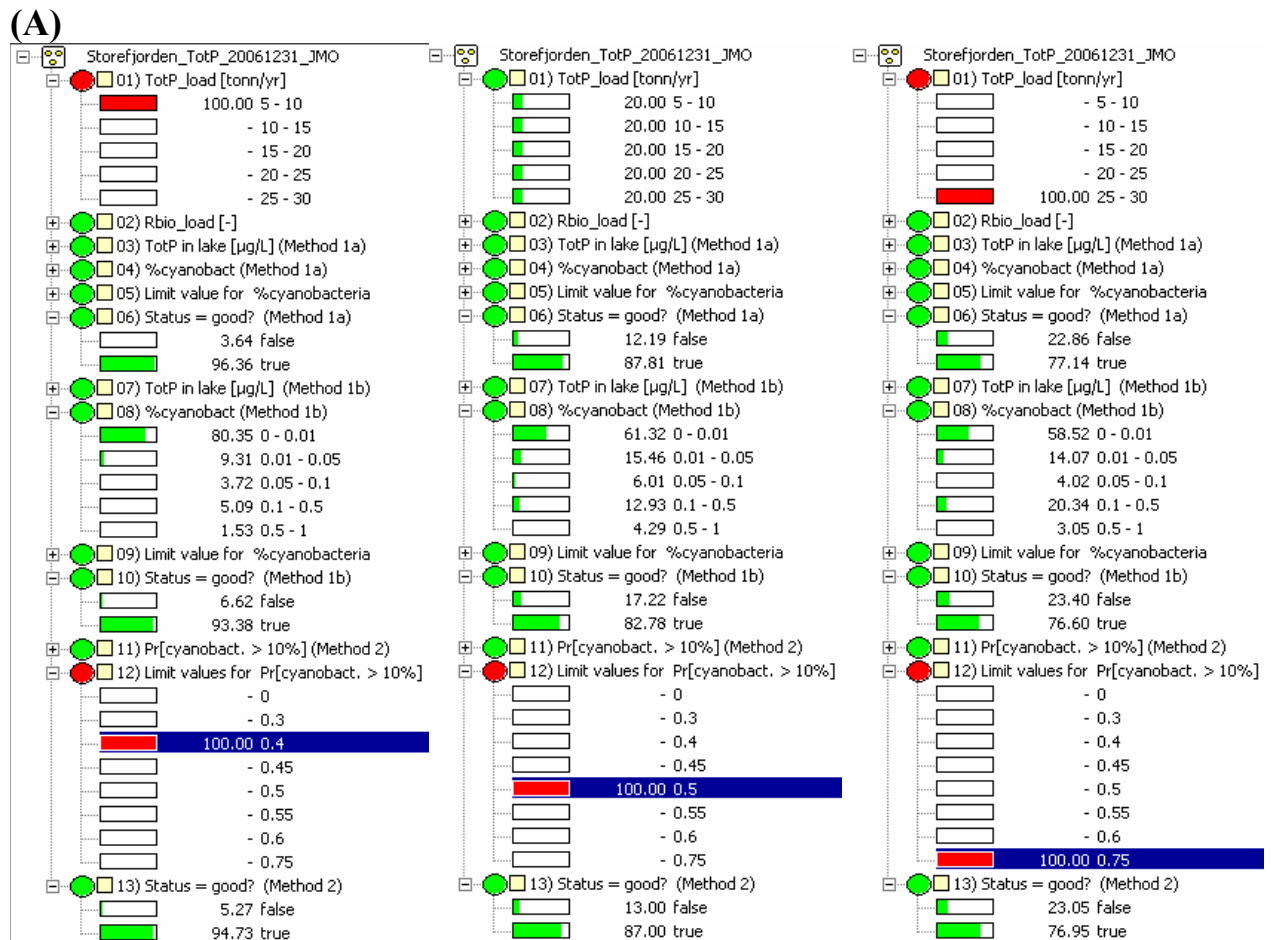 (A)
Storefjorden_TotP_20061231_JMO
01) TotP_load [tonn/yr]
100.00 5 - 10
- 10 - 15
- 15 - 20
- 20 - 25
- 25 - 30
02) Rbio_load [-]
03) TotP in lake [µg/L] (Method 1a)
04) %cyanobact (Method 1a)
05) Limit value for %cyanobacteria
06) Status = good? (Method 1a)
3.64 false
96.36 true
07) TotP in lake [µg/L] (Method 1b)
08) %cyanobact (Method 1b)
80.35 0 - 0.01
9.31 0.01 - 0.05
3.72 0.05 - 0.1
5.09 0.1 - 0.5
1.53 0.5 - 1
09) Limit value for %cyanobacteria
10) Status = good? (Method 1b)
6.62 false
93.38 true
11) Pr[cyanobact. > 10%] (Method 2)
12) Limit values for Pr[cyanobact. > 10%]
- 0
- 0.3
100.00 0.4
- 0.45
- 0.5
- 0.55
- 0.6
- 0.75
13) Status = good? (Method 2)
5.27 false
94.73 true
Storefjorden_TotP_20061231_JMO
01) TotP_load [tonn/yr]
20.00 5 - 10
20.00 10 - 15
20.00 15 - 20
20.00 20 - 25
20.00 25 - 30
02) Rbio_load [-]
03) TotP in lake [µg/L] (Method 1a)
04) %cyanobact (Method 1a)
05) Limit value for %cyanobacteria
06) Status = good? (Method 1a)
12.19 false
87.81 true
07) TotP in lake [µg/L] (Method 1b)
08) %cyanobact (Method 1b)
61.32 0 - 0.01
15.46 0.01 - 0.05
6.01 0.05 - 0.1
12.93 0.1 - 0.5
4.29 0.5 - 1
09) Limit value for %cyanobacteria
10) Status = good? (Method 1b)
17.22 false
82.78 true
11) Pr[cyanobact. > 10%] (Method 2)
12) Limit values for Pr[cyanobact. > 10%]
- 0
- 0.3
- 0.4
- 0.45
100.00 0.5
- 0.55
- 0.6
- 0.75
13) Status = good? (Method 2)
13.00 false
87.00 true
Storefjorden_TotP_20061231_JMO
01) TotP_load [tonn/yr]
- 5 - 10
- 10 - 15
- 15 - 20
- 20 - 25
100.00 25 - 30
02) Rbio_load [-]
03) TotP in lake [µg/L] (Method 1a)
04) %cyanobact (Method 1a)
05) Limit value for %cyanobacteria
06) Status = good? (Method 1a)
22.86 false
77.14 true
07) TotP in lake [µg/L] (Method 1b)
08) %cyanobact (Method 1b)
58.52 0 - 0.01
14.07 0.01 - 0.05
4.02 0.05 - 0.1
20.34 0.1 - 0.5
3.05 0.5 - 1
09) Limit value for %cyanobacteria
10) Status = good? (Method 1b)
23.40 false
76.60 true
11) Pr[cyanobact. > 10%] (Method 2)
12) Limit values for Pr[cyanobact. > 10%]
- 0
- 0.3
- 0.4
- 0.45
- 0.5
- 0.55
- 0.6
100.00 0.75
13) Status = good? (Method 2)
23.05 false
76.95 true